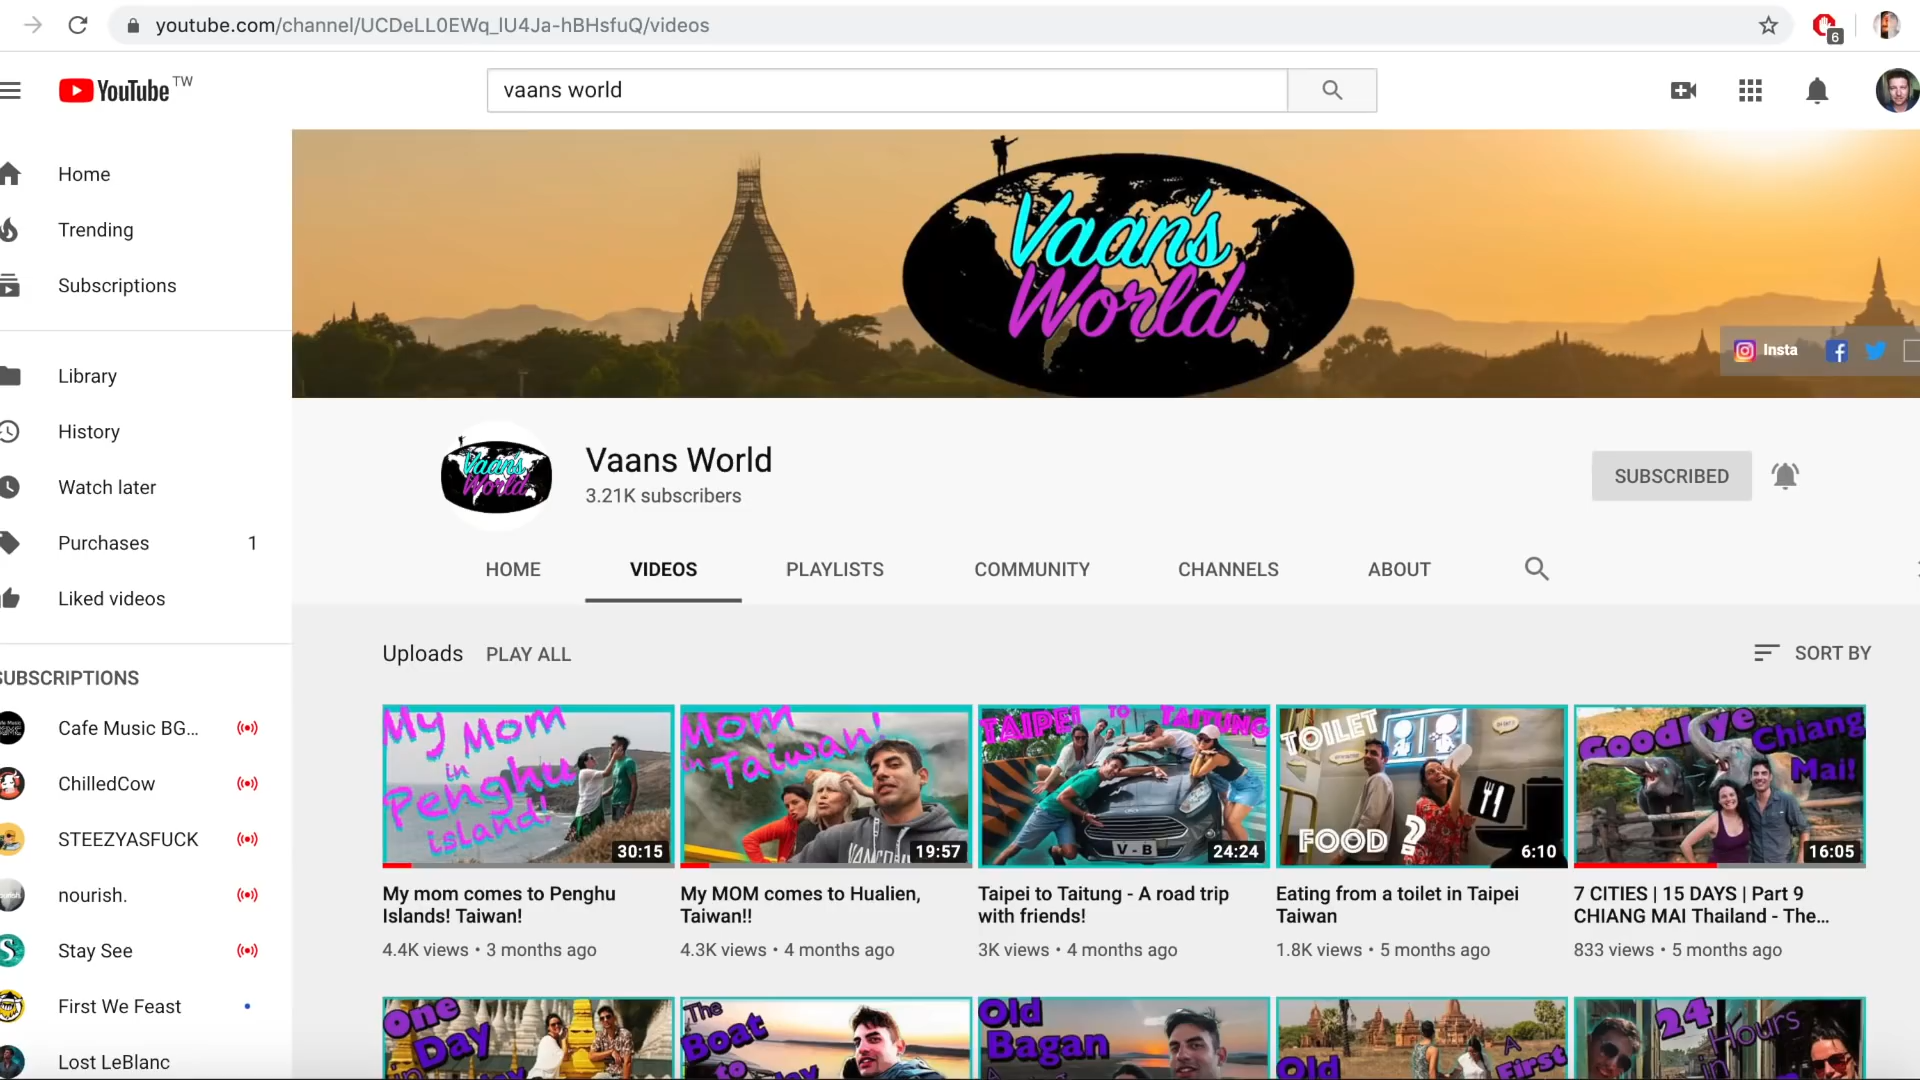 youtube.com/channel/UCDeLL0EWq_lU4Ja-hBHsfuQ/videos
6
YouTube TW
vaans world
Home
Trending
Subscriptions
Library
History
Watch later
Purchases 1
Liked videos
SUBSCRIPTIONS
Cafe Music BG...
ChilledCow
STEEZYASFUCK
nourish.
Stay See
First We Feast
Lost LeBlanc
Vaan's
World
Insta
Vaan's
World
Vaans World
3.21K subscribers
SUBSCRIBED
HOME VIDEOS PLAYLISTS COMMUNITY CHANNELS ABOUT
Uploads PLAY ALL
SORT BY
My Mom
in
Penghu
island!
30:15
My mom comes to Penghu
Islands! Taiwan!
4.4K views • 3 months ago
Mom
in Taiwan!
VANCOUV
19:57
My MOM comes to Hualien,
Taiwan!!
4.3K views • 4 months ago
TAIPEI TO TAITUNG
V - B
24:24
Taipei to Taitung - A road trip
with friends!
3K views • 4 months ago
TOILET
FOOD ?
6:10
Eating from a toilet in Taipei
Taiwan
1.8K views • 5 months ago
Goodbye
Chiang
Mai!
16:05
7 CITIES | 15 DAYS | Part 9
CHIANG MAI Thailand - The...
833 views • 5 months ago
one
Day
in
The
Boat
to
Old
Bagan
A
Old
A
First
24
Hours
in